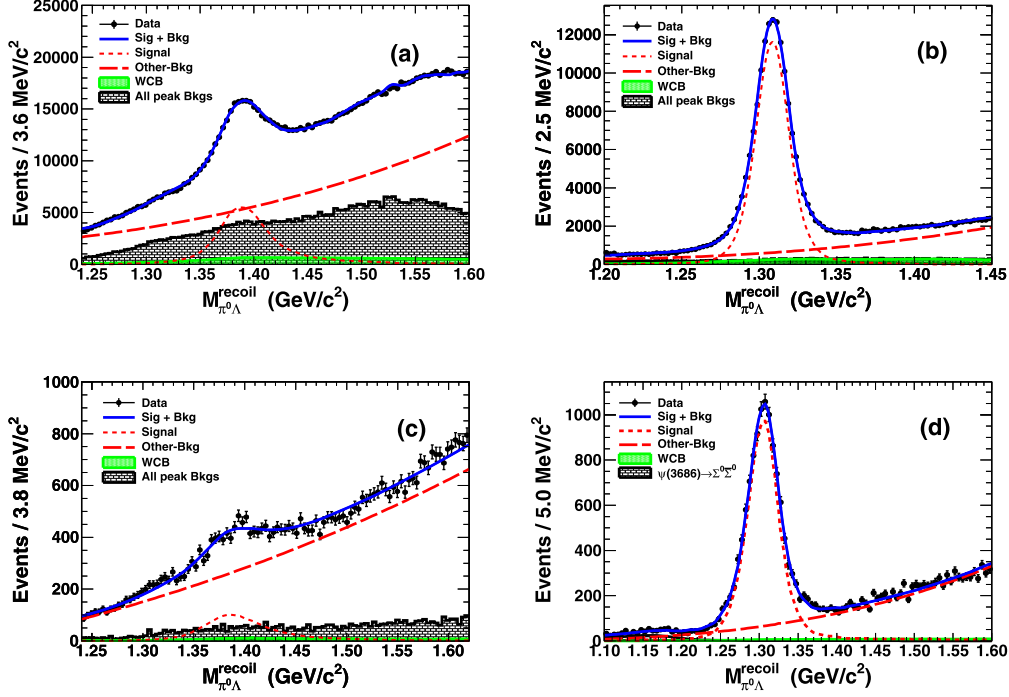 Data
Sig + Bkg
Signal
Other-Bkg
WCB
All peak Bkgs
(a)
Events / 3.6 MeV/c²
25000
20000
15000
10000
5000
0
1.25 1.30 1.35 1.40 1.45 1.50 1.55 1.60
M^recoil_π⁰Λ (GeV/c²)
Data
Sig + Bkg
Signal
Other-Bkg
WCB
All peak Bkgs
(b)
Events / 2.5 MeV/c²
12000
10000
8000
6000
4000
2000
0
1.20 1.25 1.30 1.35 1.40 1.45
M^recoil_π⁰Λ (GeV/c²)
Data
Sig + Bkg
Signal
Other-Bkg
WCB
All peak Bkgs
(c)
Events / 3.8 MeV/c²
1000
800
600
400
200
0
1.25 1.30 1.35 1.40 1.45 1.50 1.55 1.60
M^recoil_π⁰Λ (GeV/c²)
Data
Sig + Bkg
Signal
Other-Bkg
WCB
ψ(3686)→Σ⁰Σ̄⁰
(d)
Events / 5.0 MeV/c²
1000
800
600
400
200
0
1.10 1.15 1.20 1.25 1.30 1.35 1.40 1.45 1.50 1.55 1.60
M^recoil_π⁰Λ (GeV/c²)